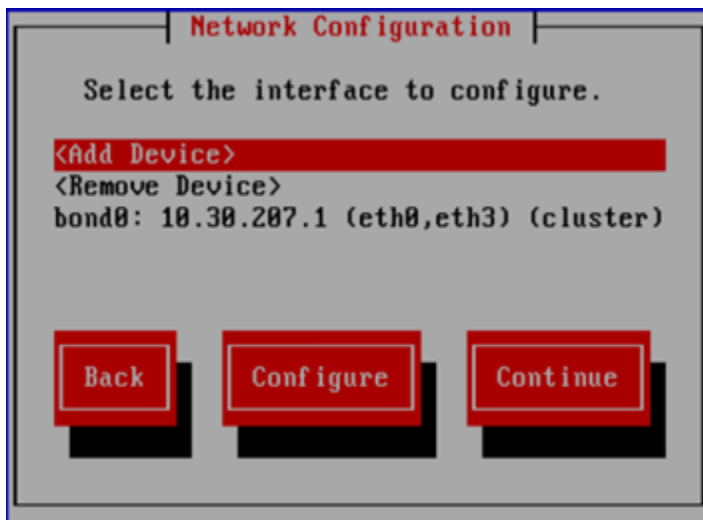 Network Configuration
Select the interface to configure.
<Add Device>
<Remove Device>
bond0: 10.30.207.1 (eth0,eth3) (cluster)
Back Configure Continue